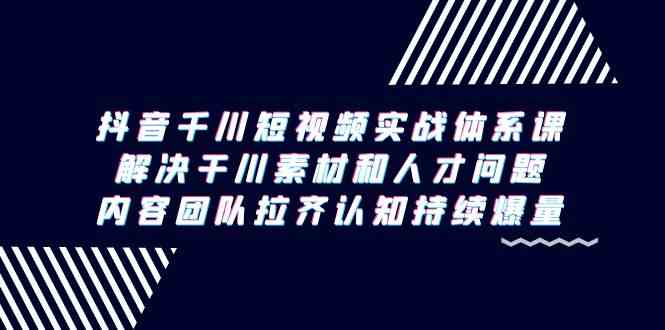 抖音千川短视频实战体系课
解决千川素材和人才问题
内容团队拉齐认知持续爆量